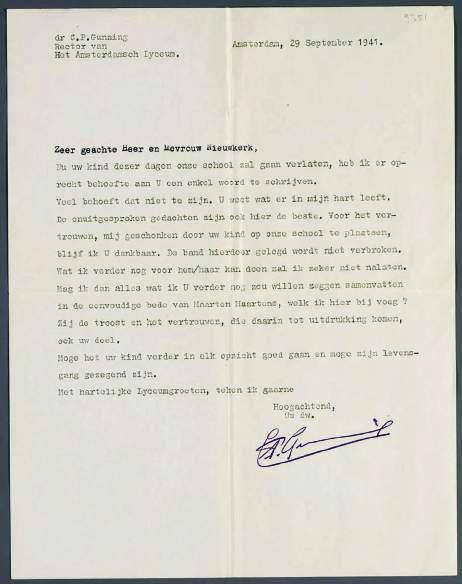 9351
dr C.P.Gunning
Rector van
Het Amsterdamsch Lyceum.
Amsterdam, 29 September 1941.
Zeer geachte Heer en Mevrouw Nieuwkerk,
Nu uw kind dezer dagen onze school zal gaan verlaten, heb ik er op-
recht behoefte aan U een enkel woord te schrijven.
Veel behoeft dat niet te zijn. U weet wat er in mijn hart leeft.
De onuitgesproken gedachten zijn ook hier de beste. Voor het ver-
trouwen, mij geschonken door uw kind op onze school te plaatsen,
blijf ik U dankbaar. De band hierdoor gelegd wordt niet verbroken.
Wat ik verder nog voor hem/haar kan doen zal ik zeker niet nalaten.
Mag ik dan alles wat ik U verder nog zou willen zeggen samenvatten
in de eenvoudige bede van Maarten Maartens, welk ik hier bij voeg ?
Zij de troost en het vertrouwen, die daarin tot uitdrukking komen,
ook uw deel.
Moge het uw kind verder in elk opzicht goed gaan en moge zijn levens-
gang gezegend zijn.
Met hartelijke Lyceumgroeten, teken ik gaarne
Hoogachtend,
Uw dw.